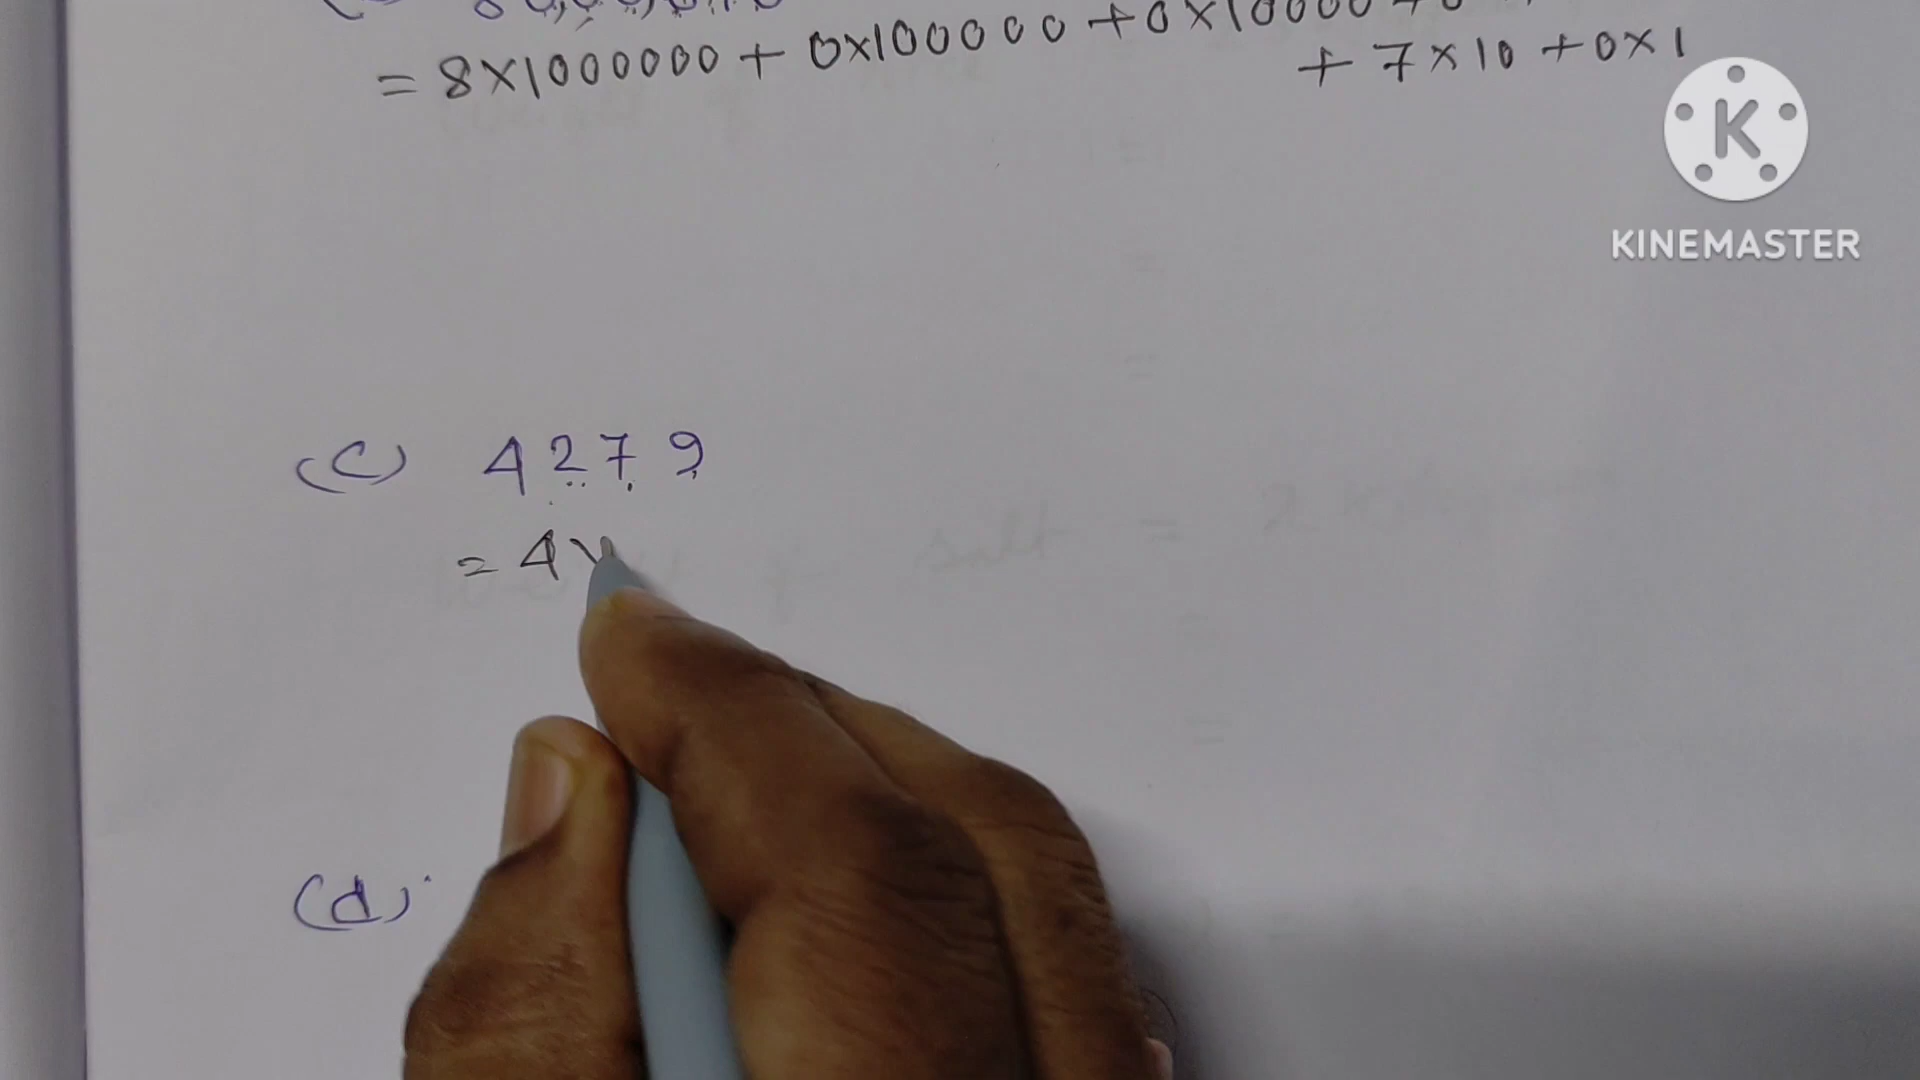 = 8×1000000 + 0×100000 + 0×10000 +
+ 7×10 + 0×1
KINEMASTER
(c) 4279
= 4×
(d)